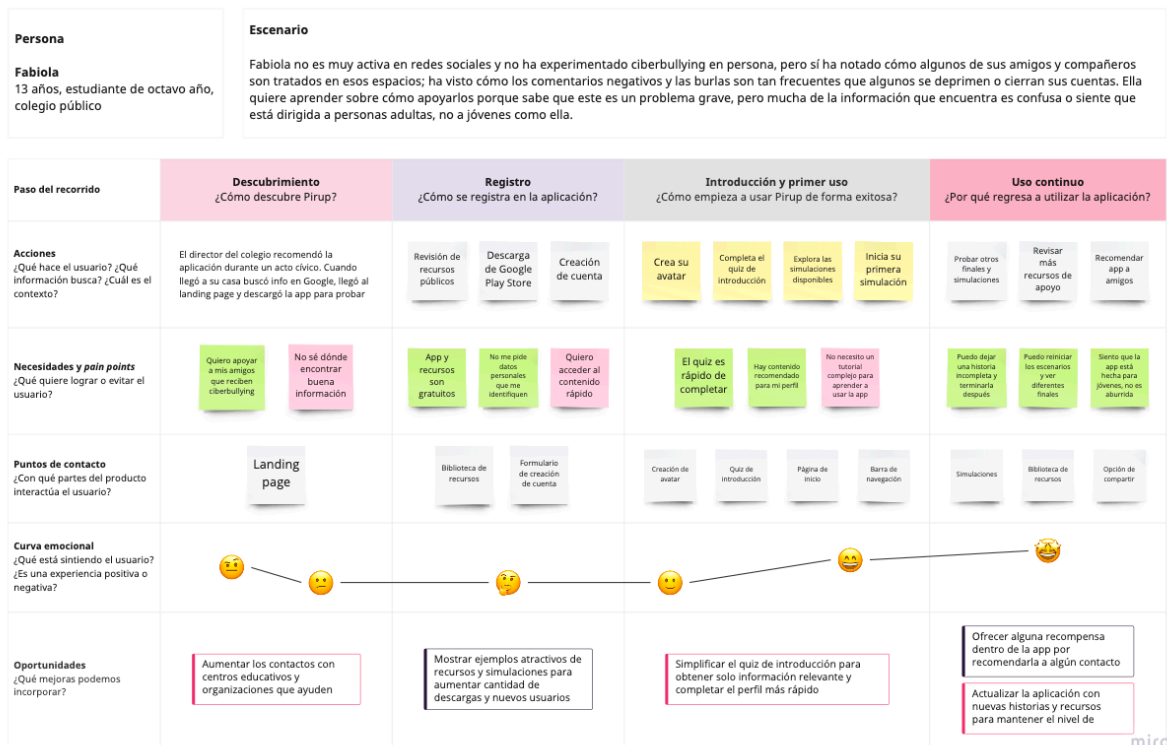 Persona
Fabiola
13 años, estudiante de octavo año,
colegio público
Escenario
Fabiola no es muy activa en redes sociales y no ha experimentado ciberbullying en persona, pero sí ha notado cómo algunos de sus amigos y compañeros
son tratados en esos espacios; ha visto cómo los comentarios negativos y las burlas son tan frecuentes que algunos se deprimen o cierran sus cuentas. Ella
quiere aprender sobre cómo apoyarlos porque sabe que este es un problema grave, pero mucha de la información que encuentra es confusa o siente que
está dirigida a personas adultas, no a jóvenes como ella.
Paso del recorrido
Descubrimiento
¿Cómo descubre Pirup?
Registro
¿Cómo se registra en la aplicación?
Introducción y primer uso
¿Cómo empieza a usar Pirup de forma exitosa?
Uso continuo
¿Por qué regresa a utilizar la aplicación?
Acciones
¿Qué hace el usuario? ¿Qué
información busca? ¿Cuál es el
contexto?
El director del colegio recomendó la
aplicación durante un acto cívico. Cuando
llegó a su casa buscó info en Google, llegó al
landing page y descargó la app para probar
Revisión de
recursos
públicos
Descarga
de Google
Play Store
Creación
de cuenta
Crea su
avatar
Completa el
quiz de
introducción
Explora las
simulaciones
disponibles
Inicia su
primera
simulación
Probar otros
finales y
simulaciones
Revisar
más
recursos de
apoyo
Recomendar
app a
amigos
Necesidades y pain points
¿Qué quiere lograr o evitar el
usuario?
Quiero apoyar
a mis amigos
que reciben
ciberbullying
No sé dónde
encontrar
buena
información
App y
recursos
son
gratuitos
No me pide
datos
personales
que me
identifiquen
Quiero
acceder al
contenido
rápido
El quiz es
rápido de
completar
Hay contenido
recomendado
para mi perfil
No necesito un
tutorial
complejo para
aprender a
usar la app
Puedo dejar
una historia
incompleta y
terminarla
después
Puedo reiniciar
los escenarios
y ver
diferentes
finales
Siento que la
app está
hecha para
jóvenes, no es
aburrida
Puntos de contacto
¿Con qué partes del producto
interactúa el usuario?
Landing
page
Biblioteca de
recursos
Formulario
de creación
de cuenta
Creación de
avatar
Quiz de
introducción
Página de
inicio
Barra de
navegación
Simulaciones
Biblioteca de
recursos
Opción de
compartir
Curva emocional
¿Qué está sintiendo el usuario?
¿Es una experiencia positiva o
negativa?
Oportunidades
¿Qué mejoras podemos
incorporar?
Aumentar los contactos con
centros educativos y
organizaciones que ayuden
Mostrar ejemplos atractivos de
recursos y simulaciones para
aumentar cantidad de
descargas y nuevos usuarios
Simplificar el quiz de introducción para
obtener solo información relevante y
completar el perfil más rápido
Ofrecer alguna recompensa
dentro de la app por
recomendarla a algún contacto
Actualizar la aplicación con
nuevas historias y recursos
para mantener el nivel de
miro